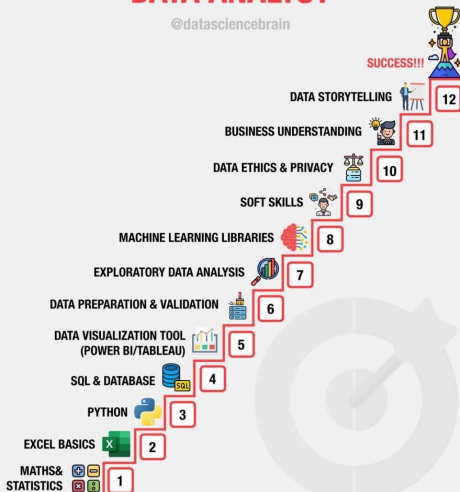 DATA ANALYST
@datasciencebrain
SUCCESS!!!
DATA STORYTELLING
12
BUSINESS UNDERSTANDING
11
DATA ETHICS & PRIVACY
10
SOFT SKILLS
9
MACHINE LEARNING LIBRARIES
8
EXPLORATORY DATA ANALYSIS
7
DATA PREPARATION & VALIDATION
6
DATA VISUALIZATION TOOL
(POWER BI/TABLEAU)
5
SQL & DATABASE
SQL
4
PYTHON
3
EXCEL BASICS
X
2
MATHS&
STATISTICS
1